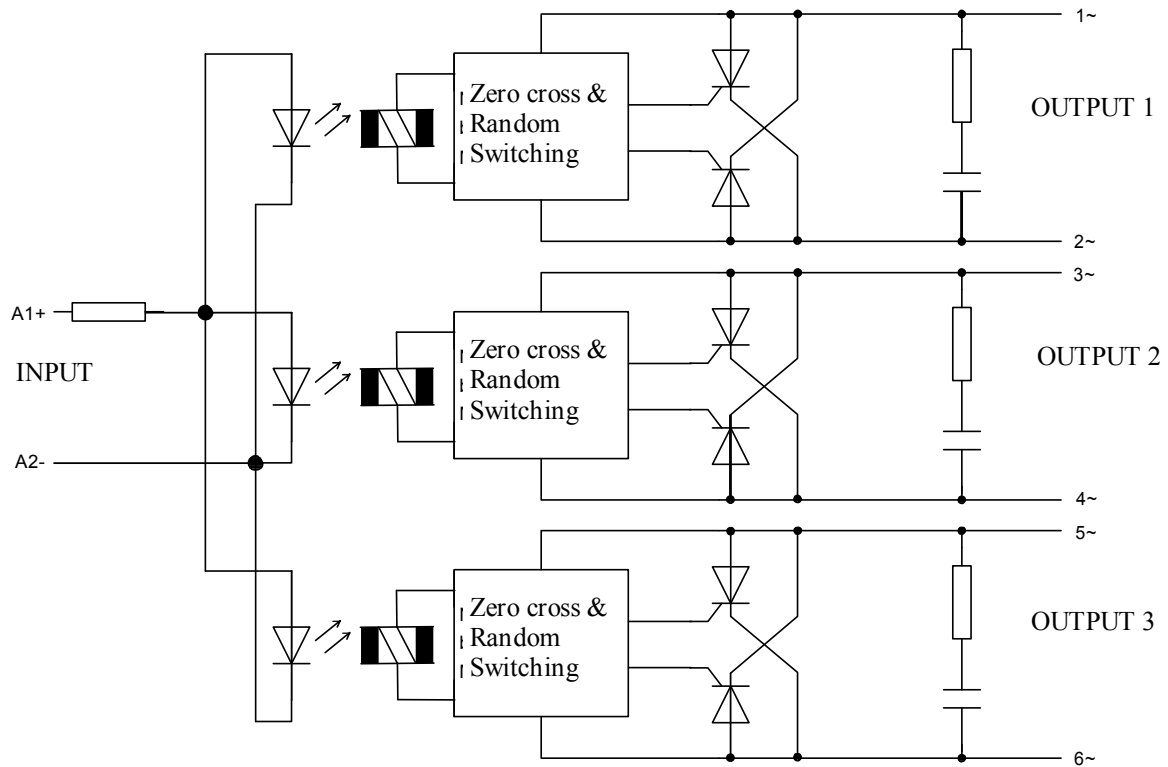 1~
Zero cross &
Random
Switching
OUTPUT 1
2~
3~
A1+
Zero cross &
Random
Switching
OUTPUT 2
INPUT
A2-
4~
5~
Zero cross &
Random
Switching
OUTPUT 3
6~